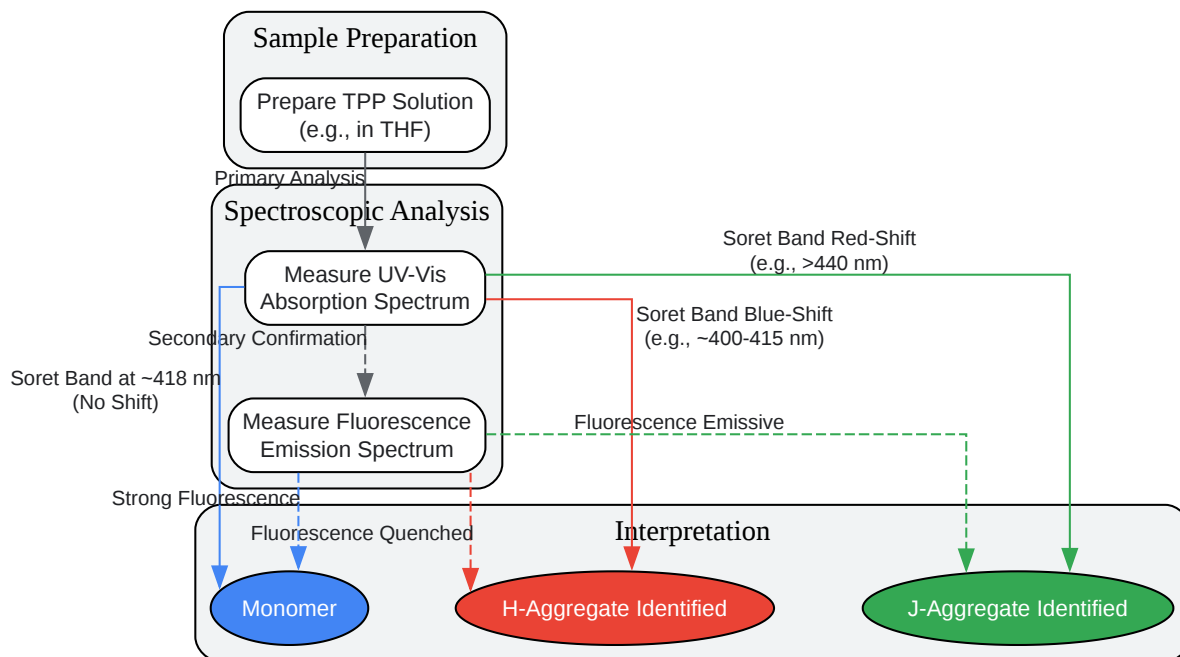 Sample Preparation
Prepare TPP Solution
(e.g., in THF)
Primary Analysis
Spectroscopic Analysis
Soret Band Red-Shift
(e.g., >440 nm)
Measure UV-Vis
Absorption Spectrum
Soret Band Blue-Shift
(e.g., ~400-415 nm)
Secondary Confirmation
Soret Band at ~418 nm
(No Shift)
Measure Fluorescence
Emission Spectrum
Fluorescence Emissive
Strong Fluorescence
Fluorescence Quenched
Interpretation
Monomer
H-Aggregate Identified
J-Aggregate Identified